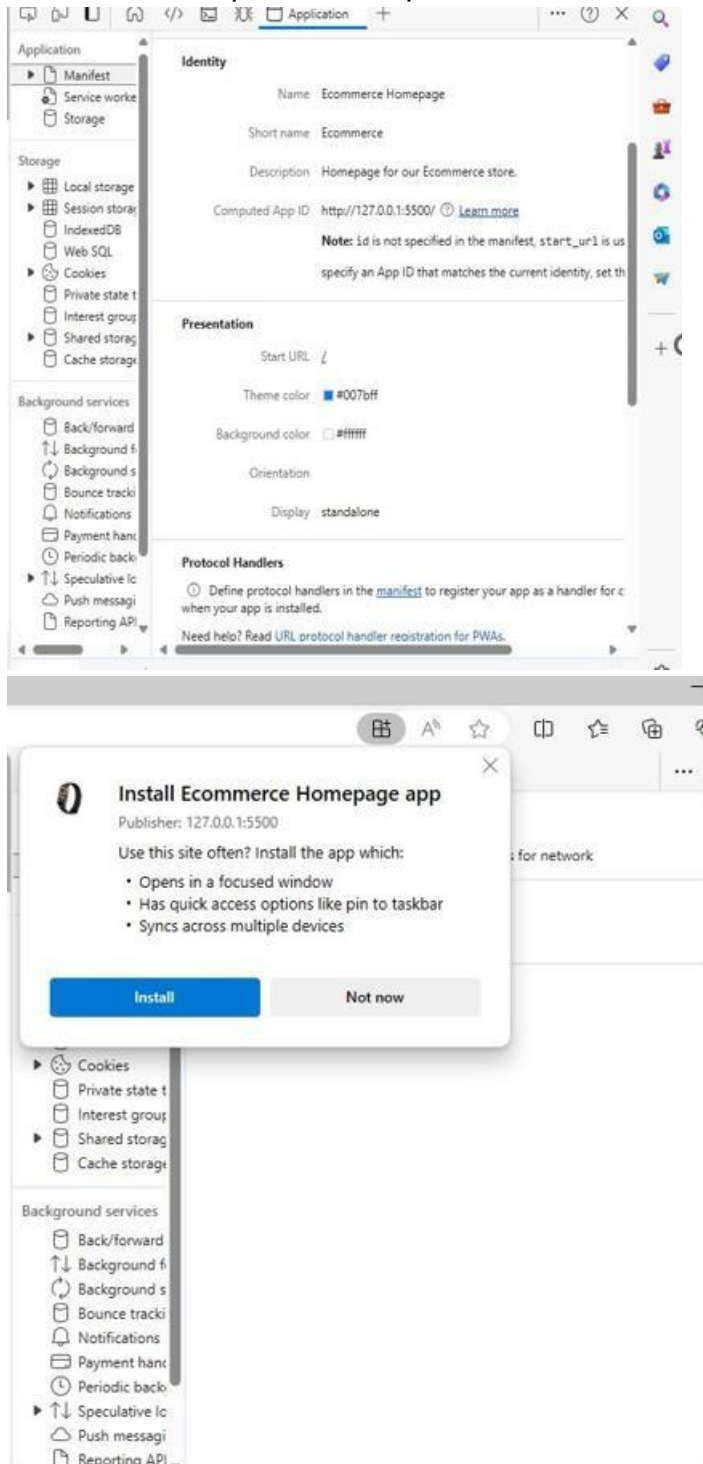 Application
Application
Manifest
Service worke
Storage
Storage
Local storage
Session storag
IndexedDB
Web SQL
Cookies
Private state t
Interest group
Shared storag
Cache storage
Background services
Back/forward
Background f
Background s
Bounce tracki
Notifications
Payment hand
Periodic back
Speculative lo
Push messagi
Reporting API
Identity
Name Ecommerce Homepage
Short name Ecommerce
Description Homepage for our Ecommerce store.
Computed App ID http://127.0.0.1:5500/ Learn more
Note: id is not specified in the manifest, start_url is us
specify an App ID that matches the current identity, set th
Presentation
Start URL /
Theme color #007bff
Background color #ffffff
Orientation
Display standalone
Protocol Handlers
Define protocol handlers in the manifest to register your app as a handler for c
when your app is installed.
Need help? Read URL protocol handler registration for PWAs.
Install Ecommerce Homepage app
Publisher: 127.0.0.1:5500
Use this site often? Install the app which:
• Opens in a focused window
• Has quick access options like pin to taskbar
• Syncs across multiple devices
Install Not now
for network
Cookies
Private state t
Interest group
Shared storag
Cache storage
Background services
Back/forward
Background f
Background s
Bounce tracki
Notifications
Payment hand
Periodic back
Speculative lo
Push messagi
Reporting API